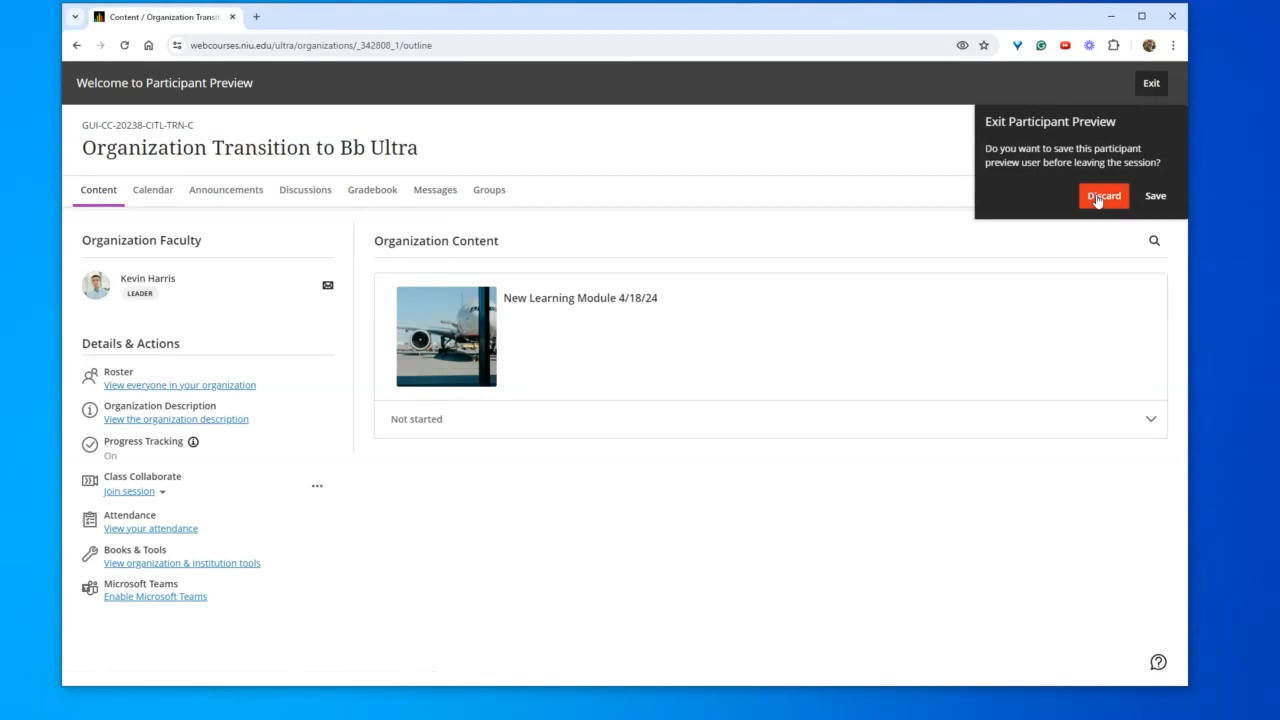 Content / Organization Transit
webcourses.niu.edu/ultra/organizations/_342808_1/outline
Welcome to Participant Preview
Exit
GUI-CC-20238-CITL-TRN-C
Organization Transition to Bb Ultra
Exit Participant Preview
Do you want to save this participant
preview user before leaving the session?
Discard
Save
Content
Calendar
Announcements
Discussions
Gradebook
Messages
Groups
Organization Faculty
Kevin Harris
LEADER
Details & Actions
Roster
View everyone in your organization
Organization Description
View the organization description
Progress Tracking
On
Class Collaborate
Join session
Attendance
View your attendance
Books & Tools
View organization & institution tools
Microsoft Teams
Enable Microsoft Teams
Organization Content
New Learning Module 4/18/24
Not started